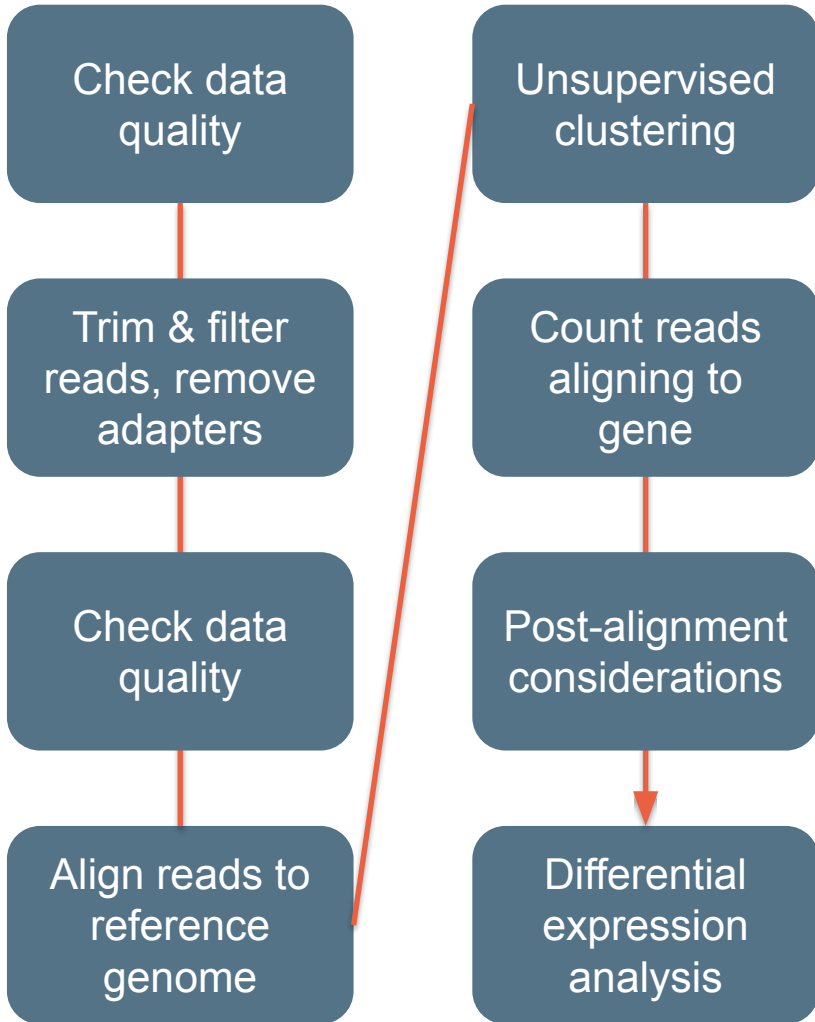 Check data
quality
Trim & filter
reads, remove
adapters
Check data
quality
Align reads to
reference
genome
Unsupervised
clustering
Count reads
aligning to
gene
Post-alignment
considerations
Differential
expression
analysis